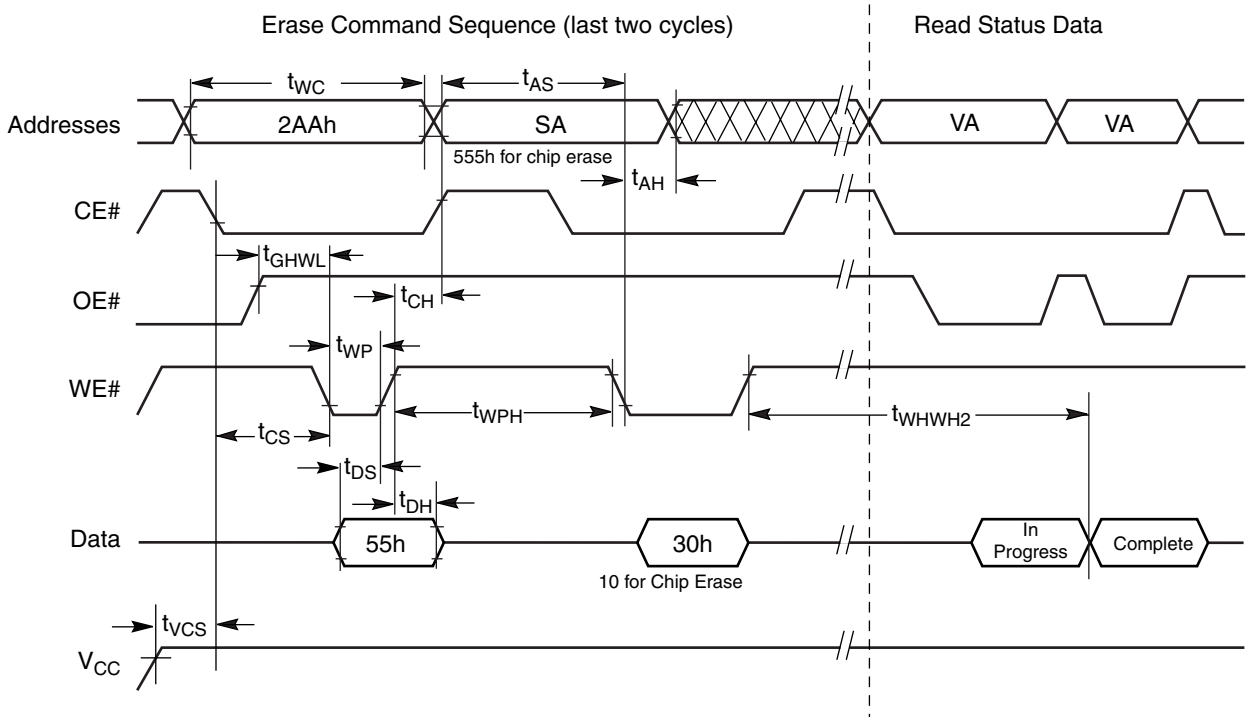 Erase Command Sequence (last two cycles)
Read Status Data
tWC
tAS
Addresses
2AAh
SA
VA
VA
555h for chip erase
tAH
CE#
tGHWL
OE#
tCH
tWP
WE#
tWPH
tWHWH2
tCS
tDS
tDH
Data
55h
30h
In
Progress
Complete
10 for Chip Erase
tVCS
VCC